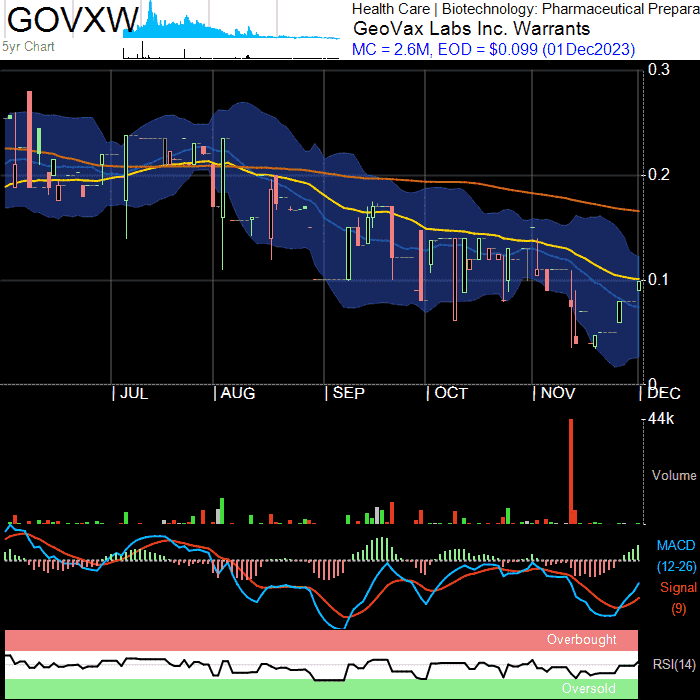 GOVXW
5yr Chart
Health Care | Biotechnology: Pharmaceutical Prepara
GeoVax Labs Inc. Warrants
MC = 2.6M, EOD = $0.099 (01Dec2023)
0.3
0.2
0.1
0
| JUL | AUG | SEP | OCT | NOV | DEC
44k
Volume
MACD
(12-26)
Signal
(9)
Overbought
RSI(14)
Oversold